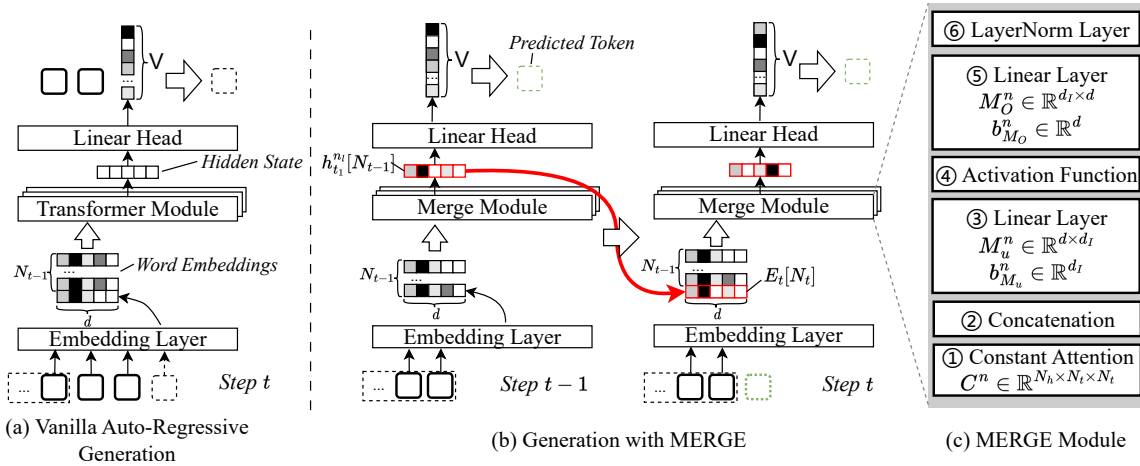 V
...
Linear Head
Hidden State
Transformer Module
N_{t-1}
...
Word Embeddings
d
Embedding Layer
...
Step t
(a) Vanilla Auto-Regressive
Generation
V
...
Predicted Token
Linear Head
h_{t_1}^{n_l}[N_{t-1}]
Merge Module
N_{t-1}
...
d
Embedding Layer
...
Step t − 1
V
...
Linear Head
Merge Module
N_{t-1}
...
E_t[N_t]
d
Embedding Layer
...
Step t
(b) Generation with MERGE
⑥ LayerNorm Layer
⑤ Linear Layer
M_O^n ∈ ℝ^{d_I×d}
b_{M_O}^n ∈ ℝ^d
④ Activation Function
③ Linear Layer
M_u^n ∈ ℝ^{d×d_I}
b_{M_u}^n ∈ ℝ^{d_I}
② Concatenation
① Constant Attention
C^n ∈ ℝ^{N_h×N_t×N_t}
(c) MERGE Module